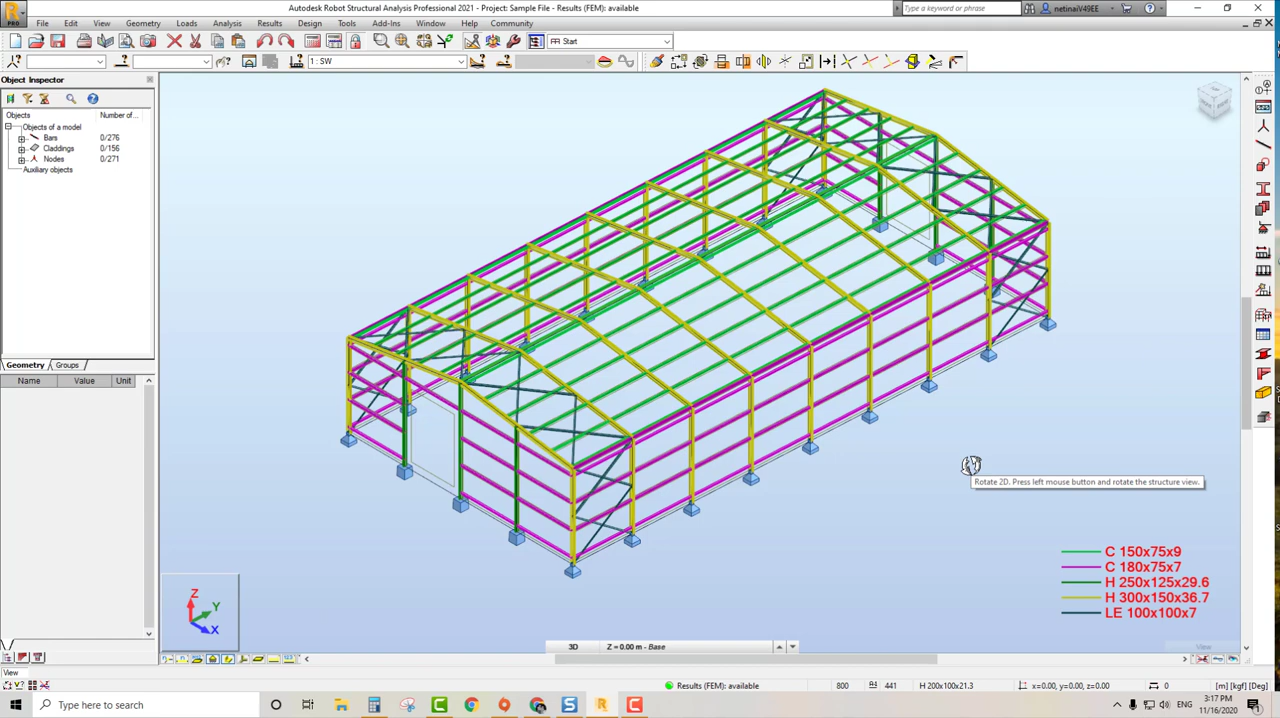 Autodesk Robot Structural Analysis Professional 2021 - Project: Sample File - Results (FEM): available
Type a keyword or phrase
netinaiV49EE
PRO
File Edit View Geometry Loads Analysis Results Design Tools Add-Ins Window Help Community
Start
1 : SW
Object Inspector
Objects Number of...
Objects of a model
Bars 0/276
Claddings 0/156
Nodes 0/271
Auxiliary objects
Geometry Groups
Name Value Unit
Rotate 2D. Press left mouse button and rotate the structure view.
C 150x75x9
C 180x75x7
H 250x125x29.6
H 300x150x36.7
LE 100x100x7
Z
Y
X
3D Z = 0.00 m - Base
View
View
Results (FEM): available 800 441 H 200x100x21.3 x=0.00, y=0.00, z=0.00 0 [m] [kgf] [Deg]
Type here to search
ENG
3:17 PM
11/16/2020